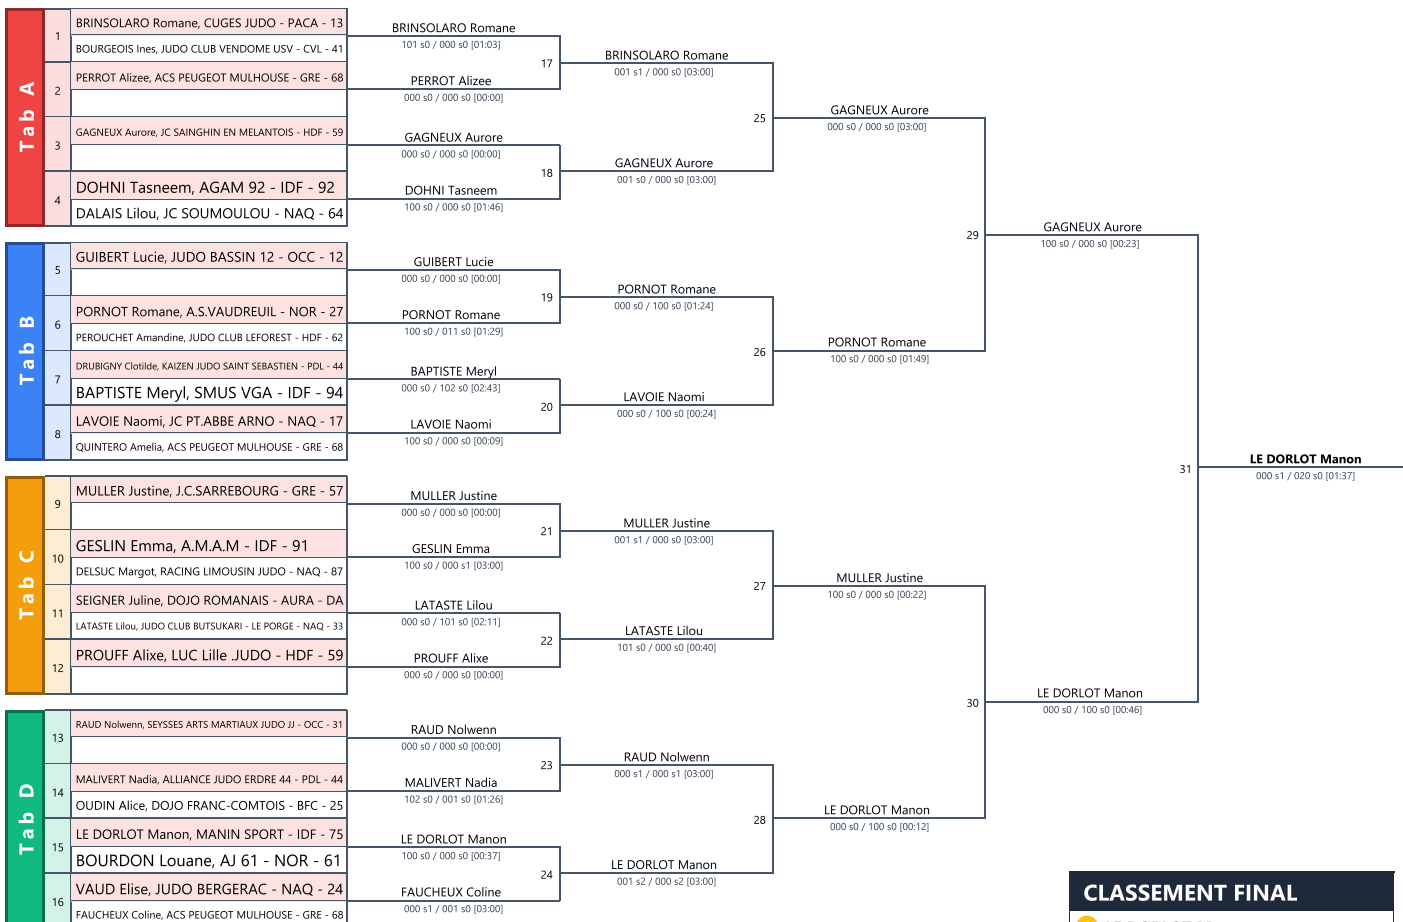 Tab A
1
BRINSOLARO Romane, CUGES JUDO - PACA - 13
BOURGEOIS Ines, JUDO CLUB VENDOME USV - CVL - 41
2
PERROT Alizee, ACS PEUGEOT MULHOUSE - GRE - 68
3
GAGNEUX Aurore, JC SAINGHIN EN MELANTOIS - HDF - 59
4
DOHNI Tasneem, AGAM 92 - IDF - 92
DALAIS Lilou, JC SOUMOULOU - NAQ - 64
Tab B
5
GUIBERT Lucie, JUDO BASSIN 12 - OCC - 12
6
PORNOT Romane, A.S.VAUDREUIL - NOR - 27
PEROUCHET Amandine, JUDO CLUB LEFOREST - HDF - 62
7
DRUBIGNY Clotilde, KAIZEN JUDO SAINT SEBASTIEN - PDL - 44
BAPTISTE Meryl, SMUS VGA - IDF - 94
8
LAVOIE Naomi, JC PT.ABBE ARNO - NAQ - 17
QUINTERO Amelia, ACS PEUGEOT MULHOUSE - GRE - 68
Tab C
9
MULLER Justine, J.C.SARREBOURG - GRE - 57
10
GESLIN Emma, A.M.A.M - IDF - 91
DELSUC Margot, RACING LIMOUSIN JUDO - NAQ - 87
11
SEIGNER Juline, DOJO ROMANAIS - AURA - DA
LATASTE Lilou, JUDO CLUB BUTSUKARI - LE PORGE - NAQ - 33
12
PROUFF Alixe, LUC Lille .JUDO - HDF - 59
Tab D
13
RAUD Nolwenn, SEYSSES ARTS MARTIAUX JUDO JJ - OCC - 31
14
MALIVERT Nadia, ALLIANCE JUDO ERDRE 44 - PDL - 44
OUDIN Alice, DOJO FRANC-COMTOIS - BFC - 25
15
LE DORLOT Manon, MANIN SPORT - IDF - 75
BOURDON Louane, AJ 61 - NOR - 61
16
VAUD Elise, JUDO BERGERAC - NAQ - 24
FAUCHEUX Coline, ACS PEUGEOT MULHOUSE - GRE - 68
BRINSOLARO Romane
101 s0 / 000 s0 [01:03]
17
PERROT Alizee
000 s0 / 000 s0 [00:00]
GAGNEUX Aurore
000 s0 / 000 s0 [00:00]
18
DOHNI Tasneem
100 s0 / 000 s0 [01:46]
GUIBERT Lucie
000 s0 / 000 s0 [00:00]
19
PORNOT Romane
100 s0 / 011 s0 [01:29]
BAPTISTE Meryl
000 s0 / 102 s0 [02:43]
20
LAVOIE Naomi
100 s0 / 000 s0 [00:09]
MULLER Justine
000 s0 / 000 s0 [00:00]
21
GESLIN Emma
100 s0 / 000 s1 [03:00]
LATASTE Lilou
000 s0 / 101 s0 [02:11]
22
PROUFF Alixe
000 s0 / 000 s0 [00:00]
RAUD Nolwenn
000 s0 / 000 s0 [00:00]
23
MALIVERT Nadia
102 s0 / 001 s0 [01:26]
LE DORLOT Manon
100 s0 / 000 s0 [00:37]
24
FAUCHEUX Coline
000 s1 / 001 s0 [03:00]
BRINSOLARO Romane
001 s1 / 000 s0 [03:00]
25
GAGNEUX Aurore
001 s0 / 000 s0 [03:00]
PORNOT Romane
000 s0 / 100 s0 [01:24]
26
LAVOIE Naomi
000 s0 / 100 s0 [00:24]
MULLER Justine
001 s1 / 000 s0 [03:00]
27
LATASTE Lilou
101 s0 / 000 s0 [00:40]
RAUD Nolwenn
000 s1 / 000 s1 [03:00]
28
LE DORLOT Manon
001 s2 / 000 s2 [03:00]
GAGNEUX Aurore
000 s0 / 000 s0 [03:00]
29
PORNOT Romane
100 s0 / 000 s0 [01:49]
MULLER Justine
100 s0 / 000 s0 [00:22]
30
LE DORLOT Manon
000 s0 / 100 s0 [00:12]
GAGNEUX Aurore
100 s0 / 000 s0 [00:23]
31
LE DORLOT Manon
000 s0 / 100 s0 [00:46]
LE DORLOT Manon
000 s1 / 020 s0 [01:37]
CLASSEMENT FINAL